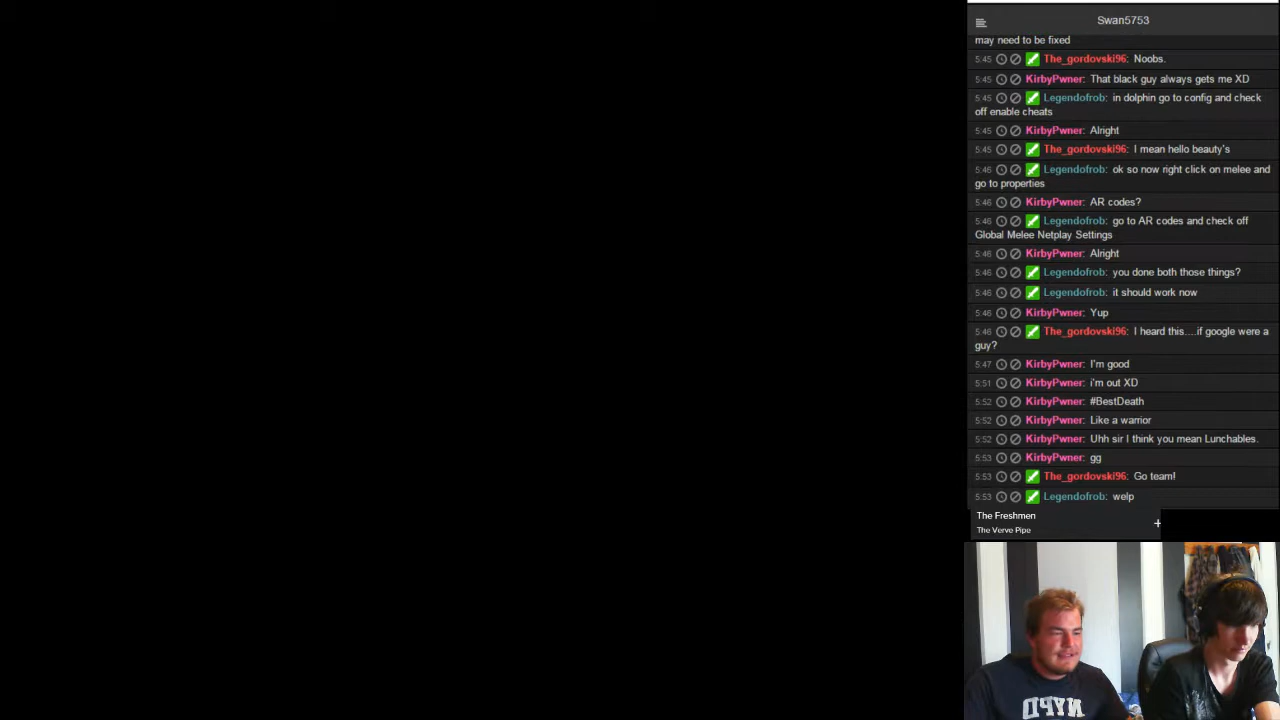 Swan5753
may need to be fixed
5:45 The_gordovski96: Noobs.
5:45 KirbyPwner: That black guy always gets me XD
5:45 Legendofrob: in dolphin go to config and check
off enable cheats
5:45 KirbyPwner: Alright
5:45 The_gordovski96: I mean hello beauty's
5:46 Legendofrob: ok so now right click on melee and
go to properties
5:46 KirbyPwner: AR codes?
5:46 Legendofrob: go to AR codes and check off
Global Melee Netplay Settings
5:46 KirbyPwner: Alright
5:46 Legendofrob: you done both those things?
5:46 Legendofrob: it should work now
5:46 KirbyPwner: Yup
5:46 The_gordovski96: I heard this....if google were a
guy?
5:47 KirbyPwner: I'm good
5:51 KirbyPwner: i'm out XD
5:52 KirbyPwner: #BestDeath
5:52 KirbyPwner: Like a warrior
5:52 KirbyPwner: Uhh sir I think you mean Lunchables.
5:53 KirbyPwner: gg
5:53 The_gordovski96: Go team!
5:53 Legendofrob: welp
The Freshmen
+
The Verve Pipe
NYPD